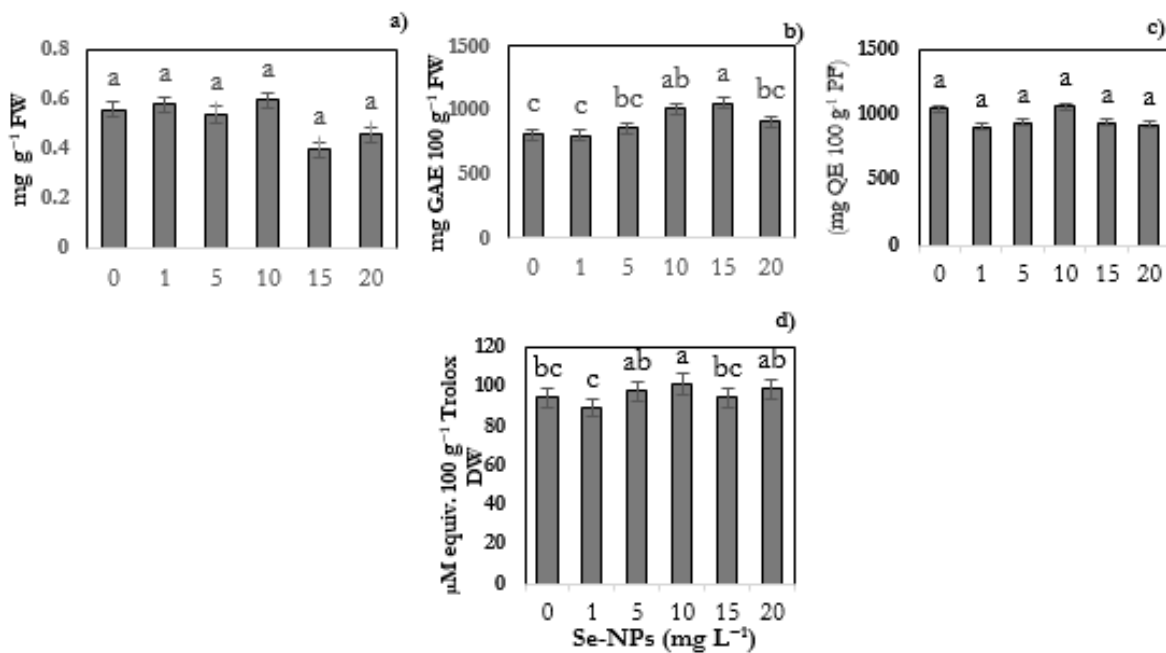 a)
mg g⁻¹ FW
0.8
0.6
0.4
0.2
0
a a a a a a
0 1 5 10 15 20
b)
mg GAE 100 g⁻¹ FW
1500
1000
500
0
c c bc ab a bc
0 1 5 10 15 20
c)
(mg QE 100 g⁻¹ PF)
1500
1000
500
0
a a a a a a
0 1 5 10 15 20
d)
µM equiv. 100 g⁻¹ Trolox
DW
120
100
80
60
40
20
0
bc c ab a bc ab
0 1 5 10 15 20
Se-NPs (mg L⁻¹)